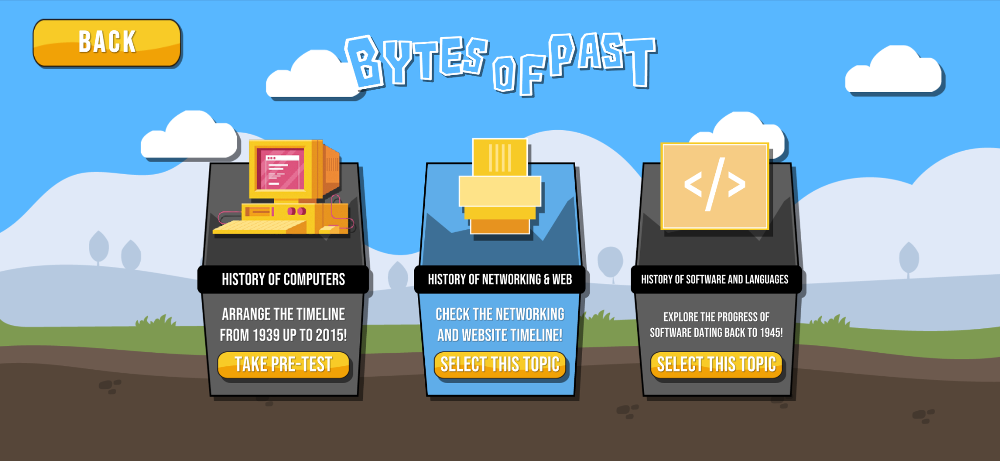 BACK
BYTES OF PAST
</>
HISTORY OF COMPUTERS
ARRANGE THE TIMELINE
FROM 1939 UP TO 2015!
TAKE PRE-TEST
HISTORY OF NETWORKING & WEB
CHECK THE NETWORKING
AND WEBSITE TIMELINE!
SELECT THIS TOPIC
HISTORY OF SOFTWARE AND LANGUAGES
EXPLORE THE PROGRESS OF
SOFTWARE DATING BACK TO 1945!
SELECT THIS TOPIC